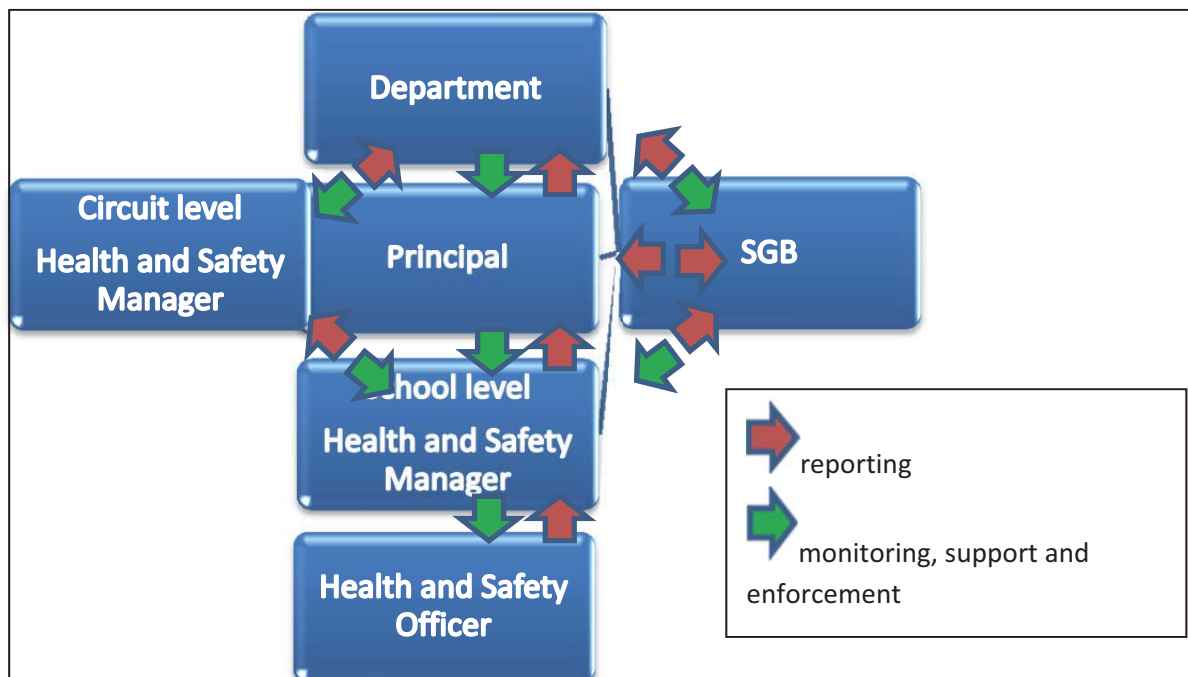 Department
Circuit level
Health and Safety
Manager
Principal
SGB
School level
Health and Safety
Manager
Health and Safety
Officer
reporting
monitoring, support and
enforcement